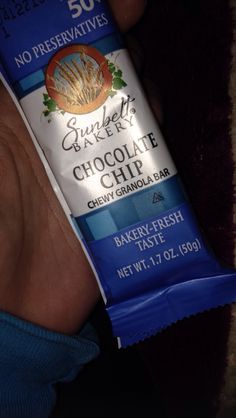 50¢
NO PRESERVATIVES
Sunbelt
BAKERY
CHOCOLATE
CHIP
CHEWY GRANOLA BAR
BAKERY-FRESH
TASTE
NET WT. 1.7 OZ. (50g)